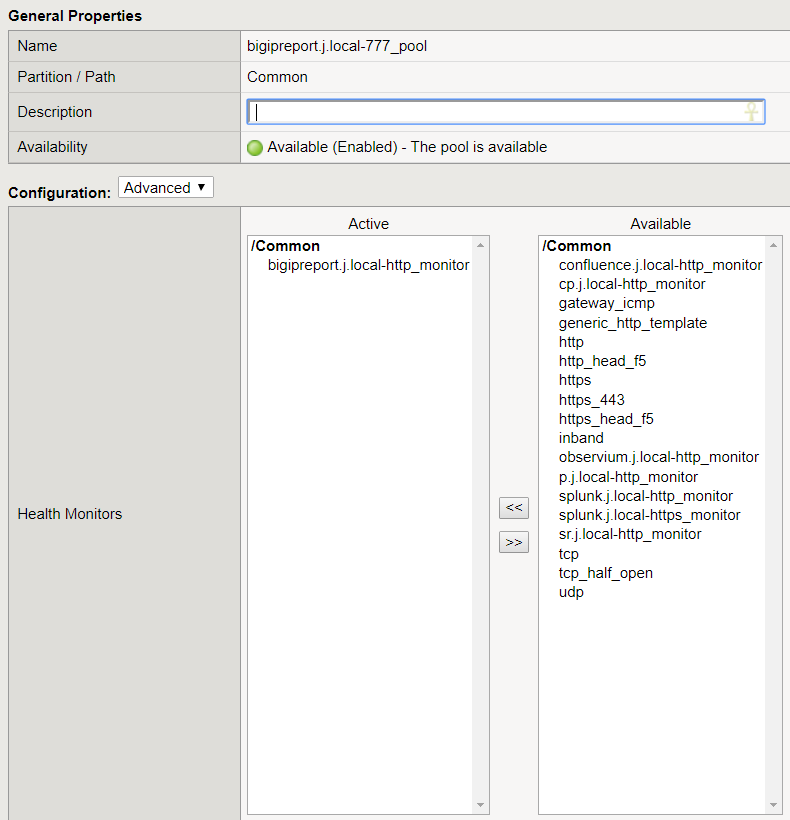 General Properties
Name bigipreport.j.local-777_pool
Partition / Path Common
Description
Availability Available (Enabled) - The pool is available
Configuration: Advanced ▼
Active Available
/Common
bigipreport.j.local-http_monitor
/Common
confluence.j.local-http_monitor
cp.j.local-http_monitor
gateway_icmp
generic_http_template
http
http_head_f5
https
https_443
https_head_f5
inband
observium.j.local-http_monitor
p.j.local-http_monitor
splunk.j.local-http_monitor
splunk.j.local-https_monitor
sr.j.local-http_monitor
tcp
tcp_half_open
udp
Health Monitors
<<
>>